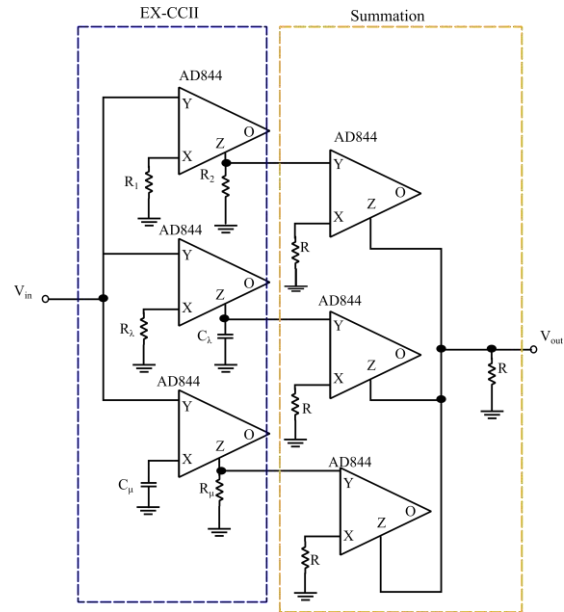 EX-CCII
Summation
AD844
Y
O
Z
X
R1
R2
AD844
Y
O
Z
X
R
AD844
Y
O
Z
X
Rλ
Cλ
Vin
AD844
Y
O
Z
X
R
Vout
R
AD844
Y
O
Z
X
Cμ
Rμ
AD844
Y
O
Z
X
R